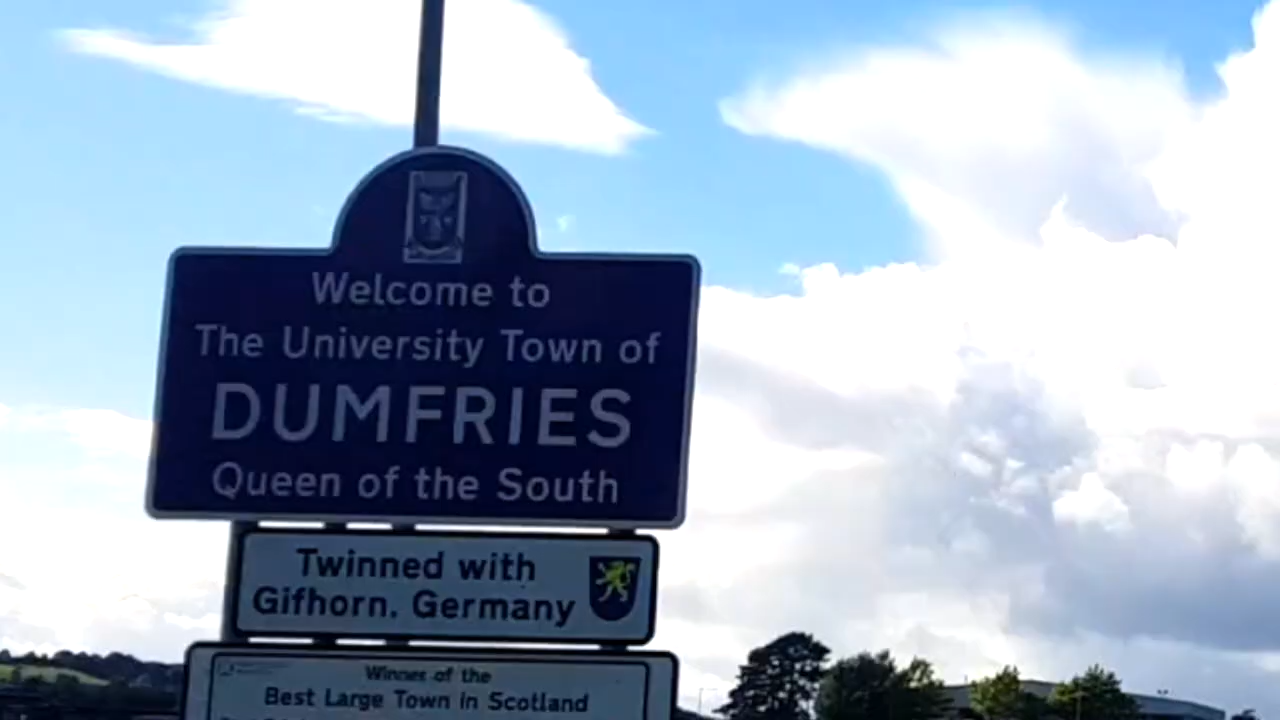 Welcome to
The University Town of
DUMFRIES
Queen of the South
Twinned with
Gifhorn. Germany
Winner of the
Best Large Town in Scotland